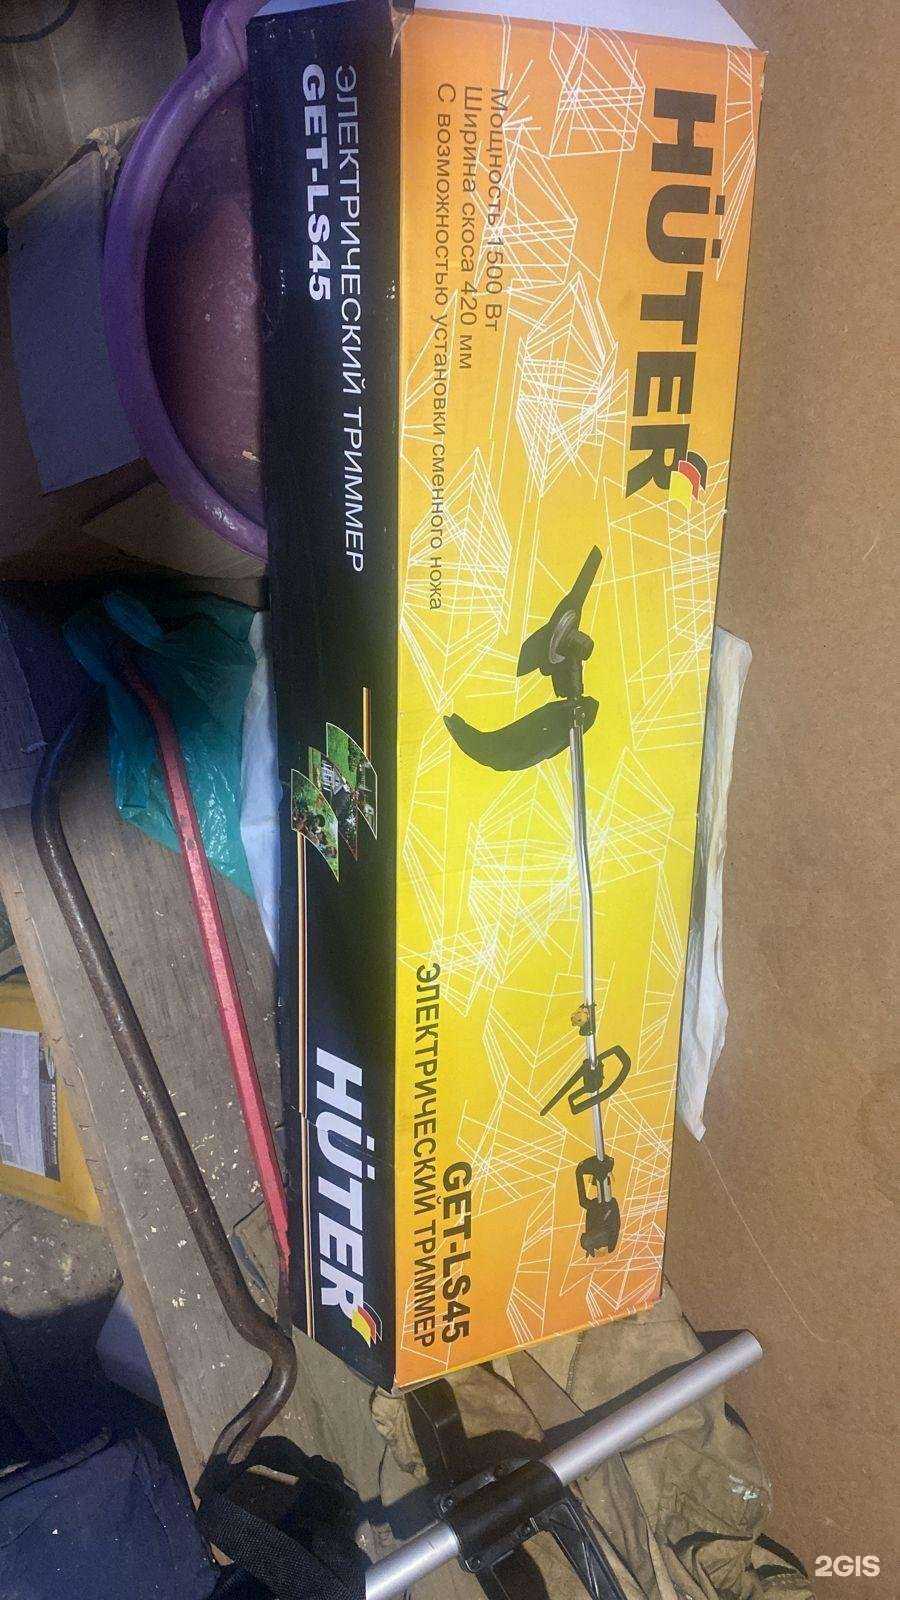 HÜTER
Мощность 1500 Вт
Ширина скоса 420 мм
С возможностью установки сменного ножа
GET-LS45
ЭЛЕКТРИЧЕСКИЙ ТРИММЕР
ЭЛЕКТРИЧЕСКИЙ ТРИММЕР
GET-LS45
HÜTER
2GIS